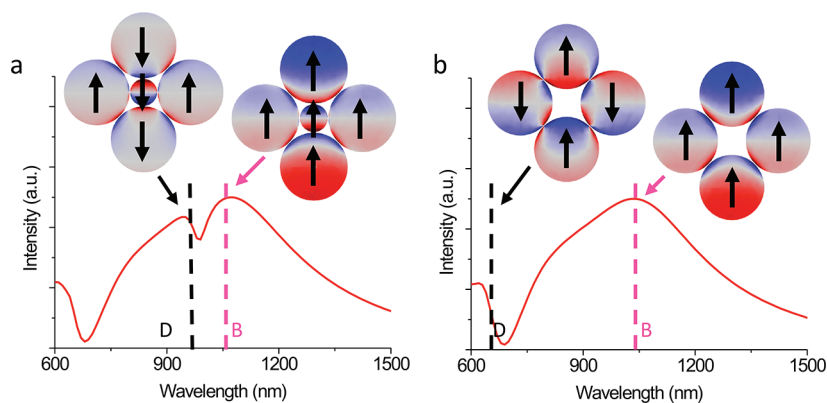 a
Intensity (a.u.)
D
B
600
900
1200
1500
Wavelength (nm)
b
Intensity (a.u.)
D
B
600
900
1200
1500
Wavelength (nm)